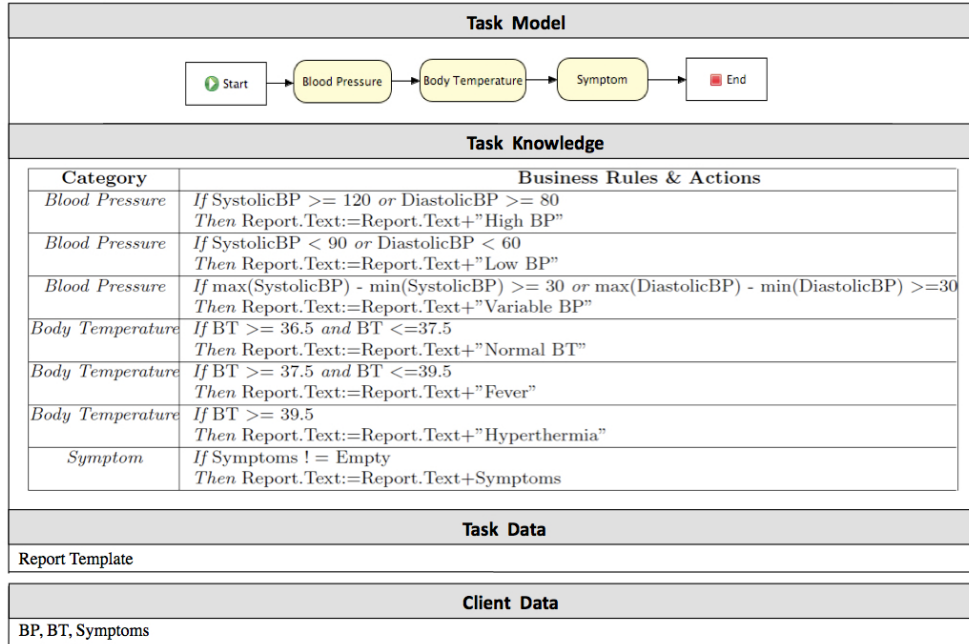 Task Model
Start
Blood Pressure
Body Temperature
Symptom
End
Task Knowledge
Category Business Rules & Actions
Blood Pressure If SystolicBP >= 120 or DiastolicBP >= 80
Then Report.Text:=Report.Text+"High BP"
Blood Pressure If SystolicBP < 90 or DiastolicBP < 60
Then Report.Text:=Report.Text+"Low BP"
Blood Pressure If max(SystolicBP) - min(SystolicBP) >= 30 or max(DiastolicBP) - min(DiastolicBP) >=30
Then Report.Text:=Report.Text+"Variable BP"
Body Temperature If BT >= 36.5 and BT <=37.5
Then Report.Text:=Report.Text+"Normal BT"
Body Temperature If BT >= 37.5 and BT <=39.5
Then Report.Text:=Report.Text+"Fever"
Body Temperature If BT >= 39.5
Then Report.Text:=Report.Text+"Hyperthermia"
Symptom If Symptoms ! = Empty
Then Report.Text:=Report.Text+Symptoms
Task Data
Report Template
Client Data
BP, BT, Symptoms